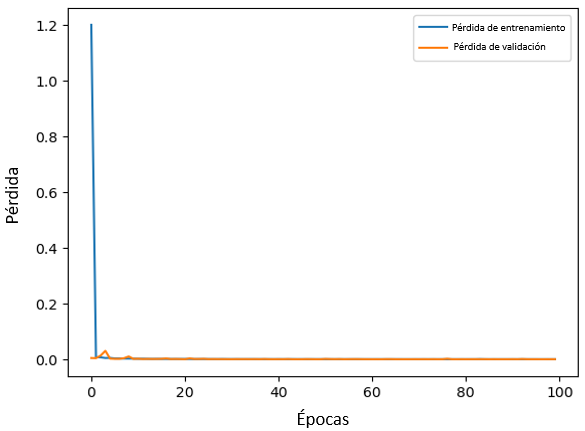 Pérdida de entrenamiento
Pérdida de validación
1.2
1.0
0.8
0.6
0.4
0.2
0.0
Pérdida
0 20 40 60 80 100
Épocas